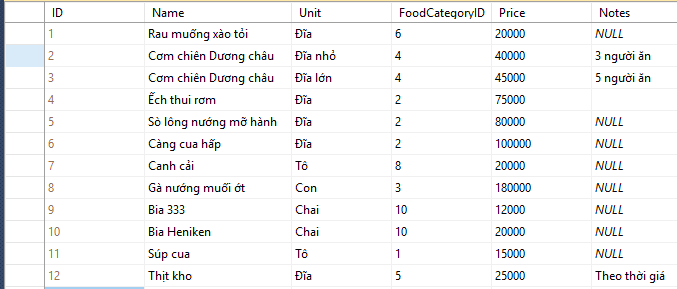 ID Name Unit FoodCategoryID Price Notes
1 Rau muống xào tỏi Đĩa 6 20000 NULL
2 Cơm chiên Dương châu Đĩa nhỏ 4 40000 3 người ăn
3 Cơm chiên Dương châu Đĩa lớn 4 45000 5 người ăn
4 Ếch thui rơm Đĩa 2 75000
5 Sò lông nướng mỡ hành Đĩa 2 80000 NULL
6 Càng cua hấp Đĩa 2 100000 NULL
7 Canh cải Tô 8 20000 NULL
8 Gà nướng muối ớt Con 3 180000 NULL
9 Bia 333 Chai 10 12000 NULL
10 Bia Heniken Chai 10 20000 NULL
11 Súp cua Tô 1 15000 NULL
12 Thịt kho Đĩa 5 25000 Theo thời giá